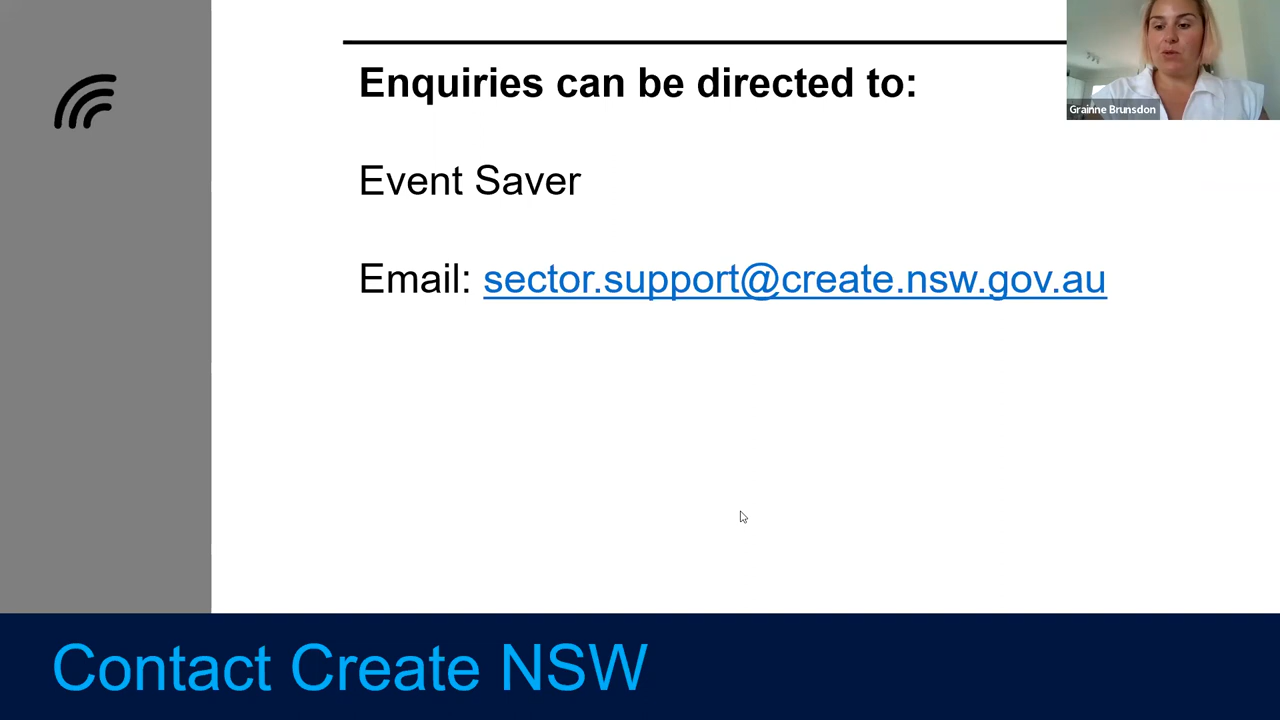 Enquiries can be directed to:
Grainne Brunsdon
Event Saver
Email: sector.support@create.nsw.gov.au
Contact Create NSW